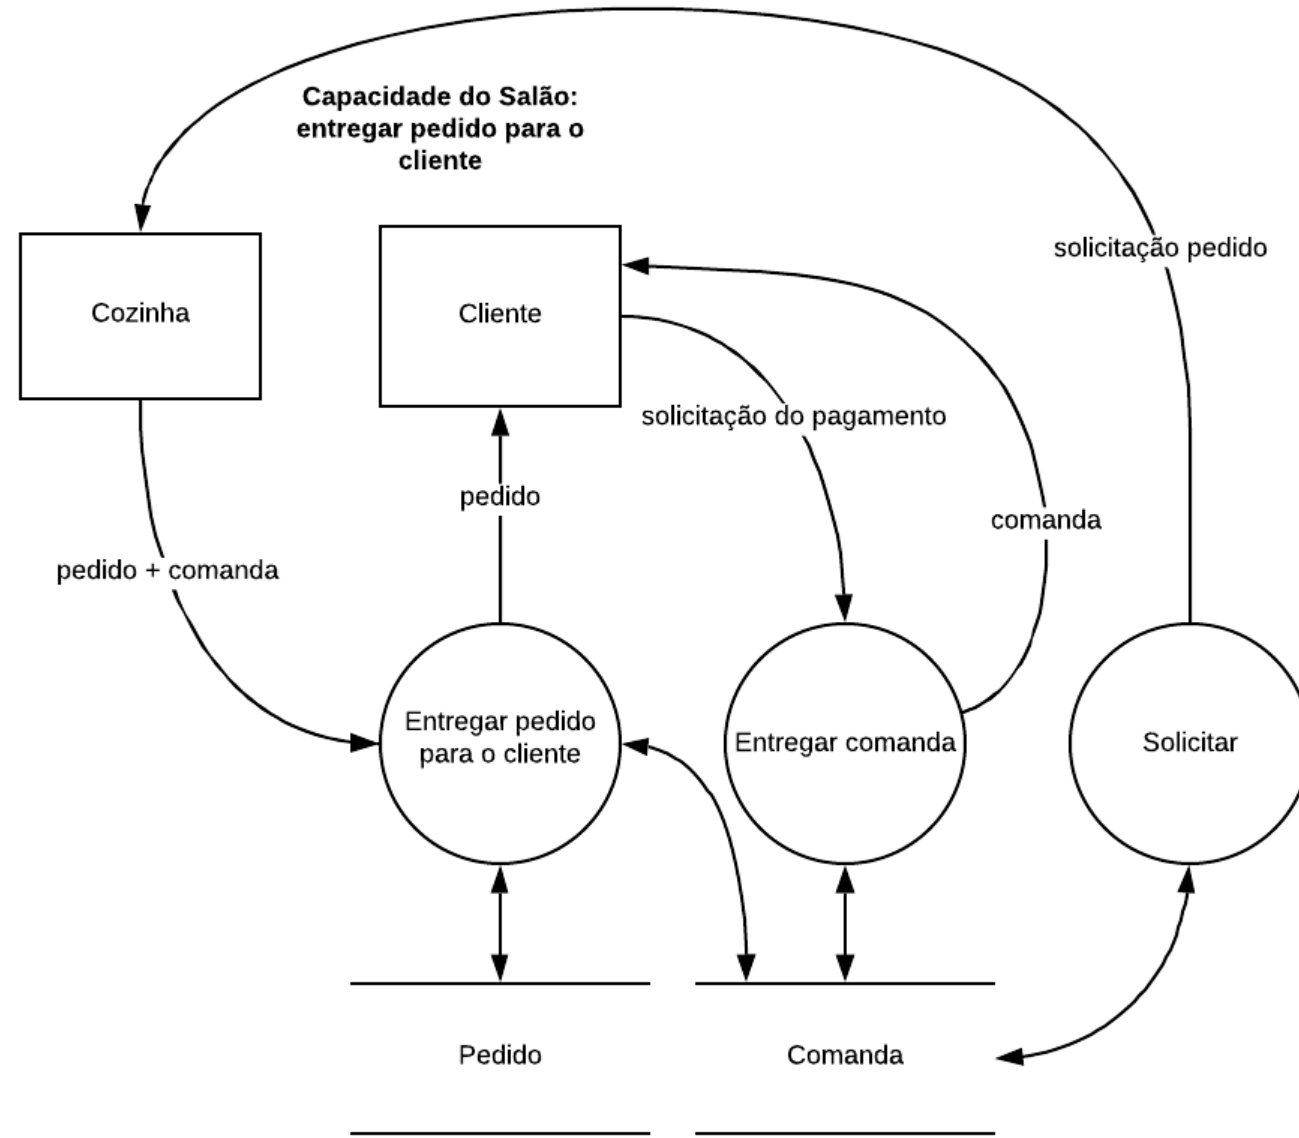 Capacidade do Salão:
entregar pedido para o
cliente
solicitação pedido
Cozinha
Cliente
solicitação do pagamento
pedido
comanda
pedido + comanda
Entregar pedido
para o cliente
Entregar comanda
Solicitar
Pedido
Comanda